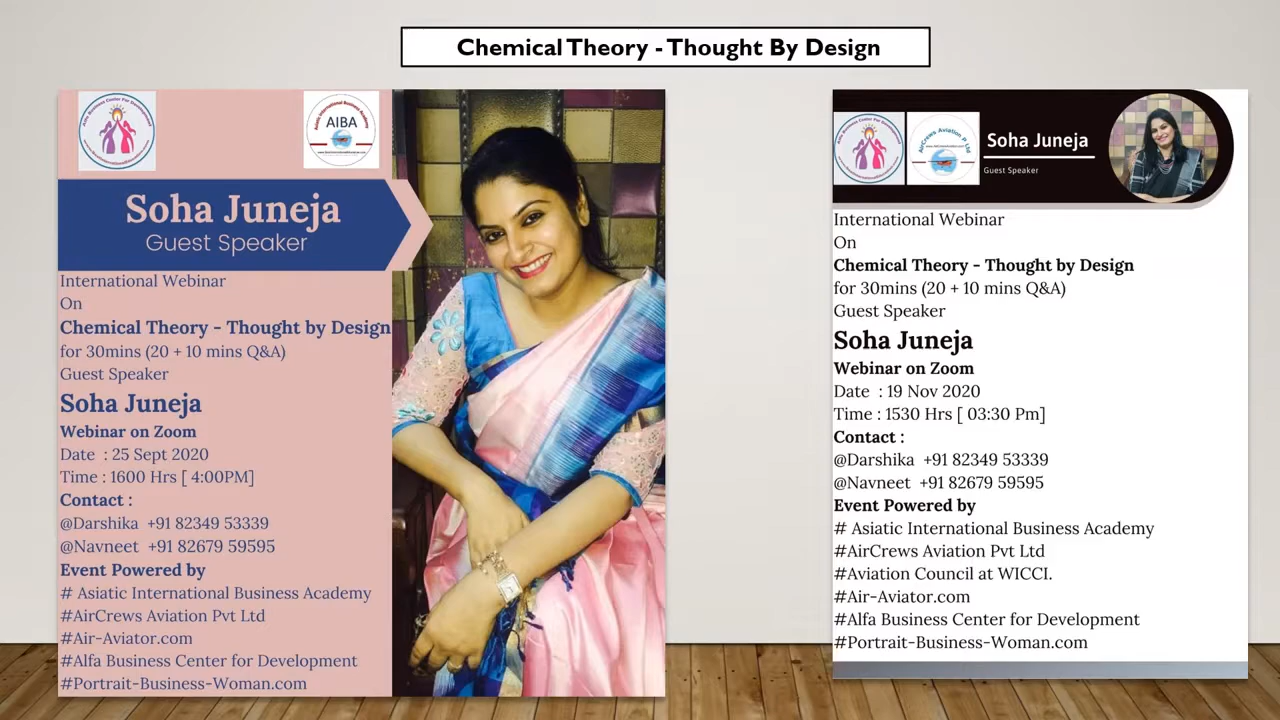 Chemical Theory - Thought By Design
AIBA
Soha Juneja
Guest Speaker
International Webinar
On
Chemical Theory - Thought by Design
for 30mins (20 + 10 mins Q&A)
Guest Speaker
Soha Juneja
Webinar on Zoom
Date : 25 Sept 2020
Time : 1600 Hrs [ 4:00PM]
Contact :
@Darshika +91 82349 53339
@Navneet +91 82679 59595
Event Powered by
# Asiatic International Business Academy
#AirCrews Aviation Pvt Ltd
#Air-Aviator.com
#Alfa Business Center for Development
#Portrait-Business-Woman.com
AirCrews Aviation P Ltd
Soha Juneja
Guest Speaker
International Webinar
On
Chemical Theory - Thought by Design
for 30mins (20 + 10 mins Q&A)
Guest Speaker
Soha Juneja
Webinar on Zoom
Date : 19 Nov 2020
Time : 1530 Hrs [ 03:30 Pm]
Contact :
@Darshika +91 82349 53339
@Navneet +91 82679 59595
Event Powered by
# Asiatic International Business Academy
#AirCrews Aviation Pvt Ltd
#Aviation Council at WICCI.
#Air-Aviator.com
#Alfa Business Center for Development
#Portrait-Business-Woman.com